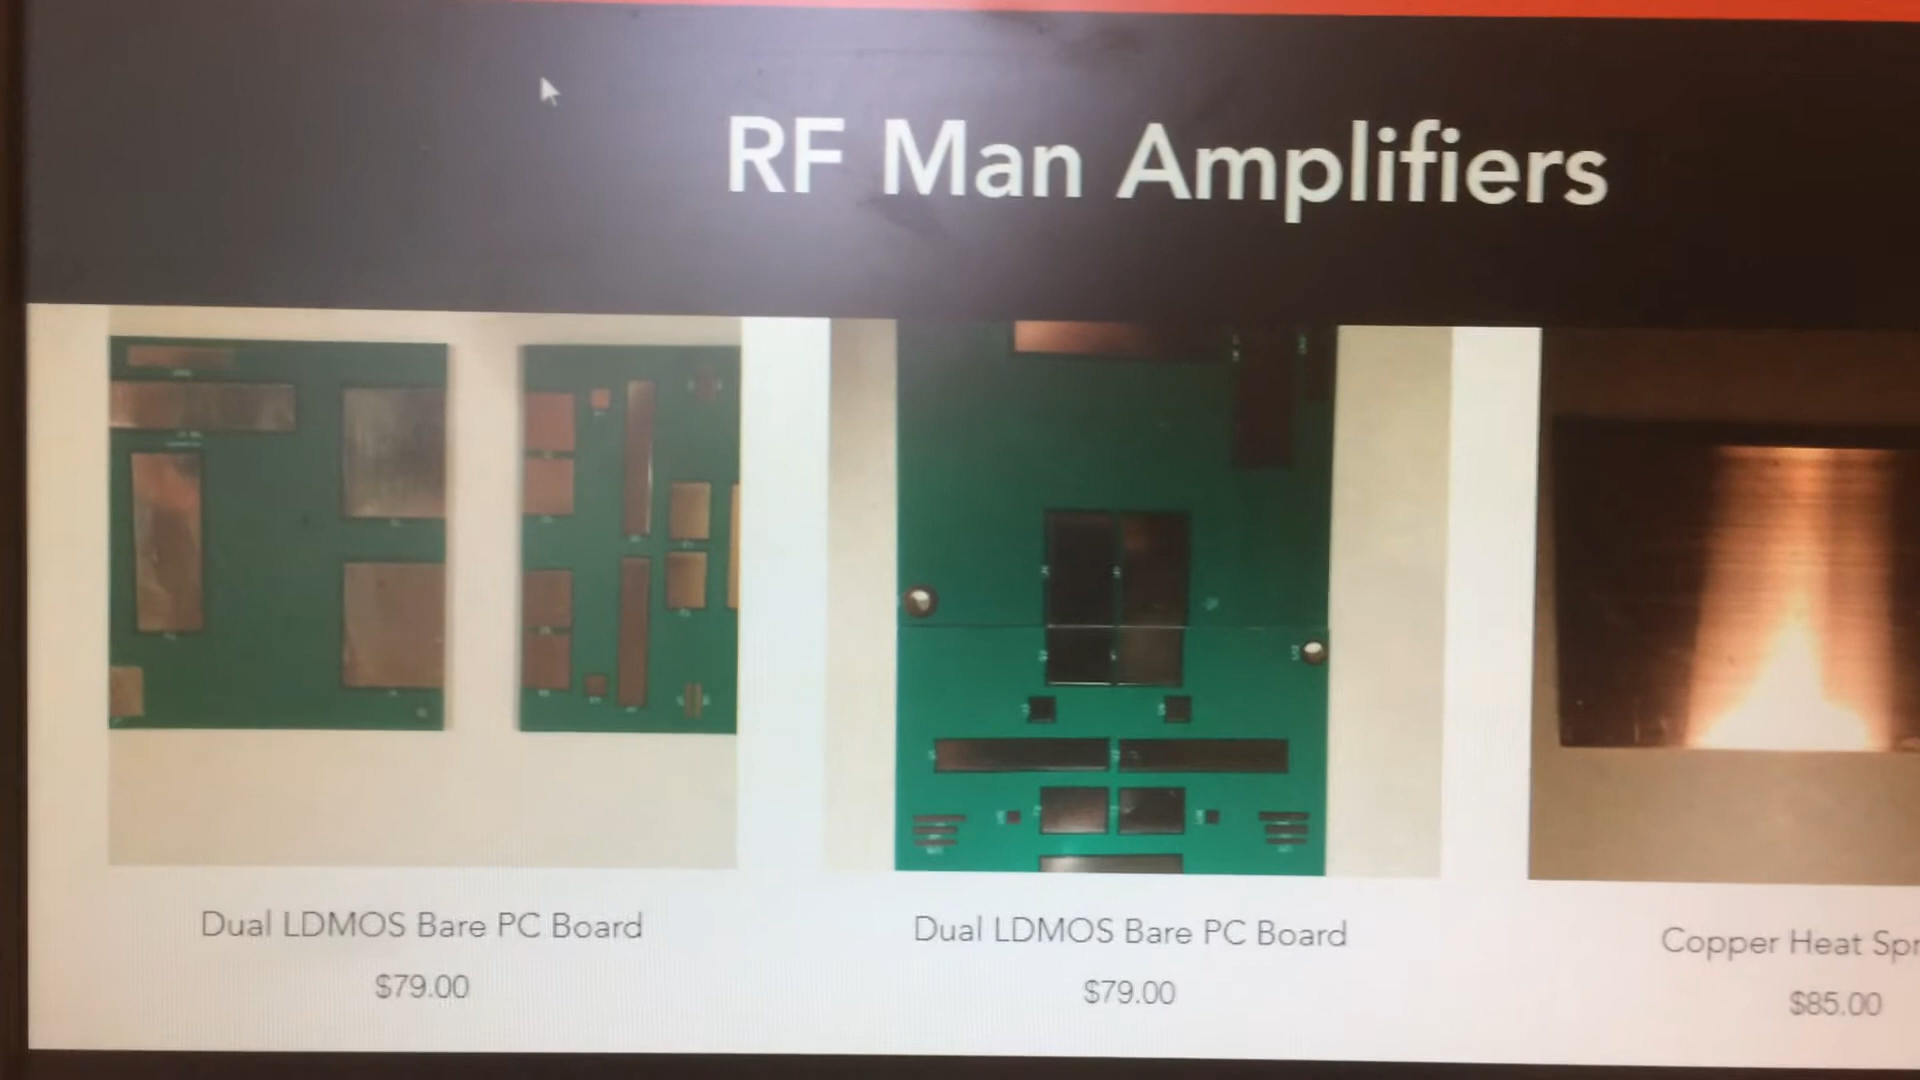 RF Man Amplifiers
Dual LDMOS Bare PC Board
$79.00
Dual LDMOS Bare PC Board
$79.00
Copper Heat Spr
$85.00